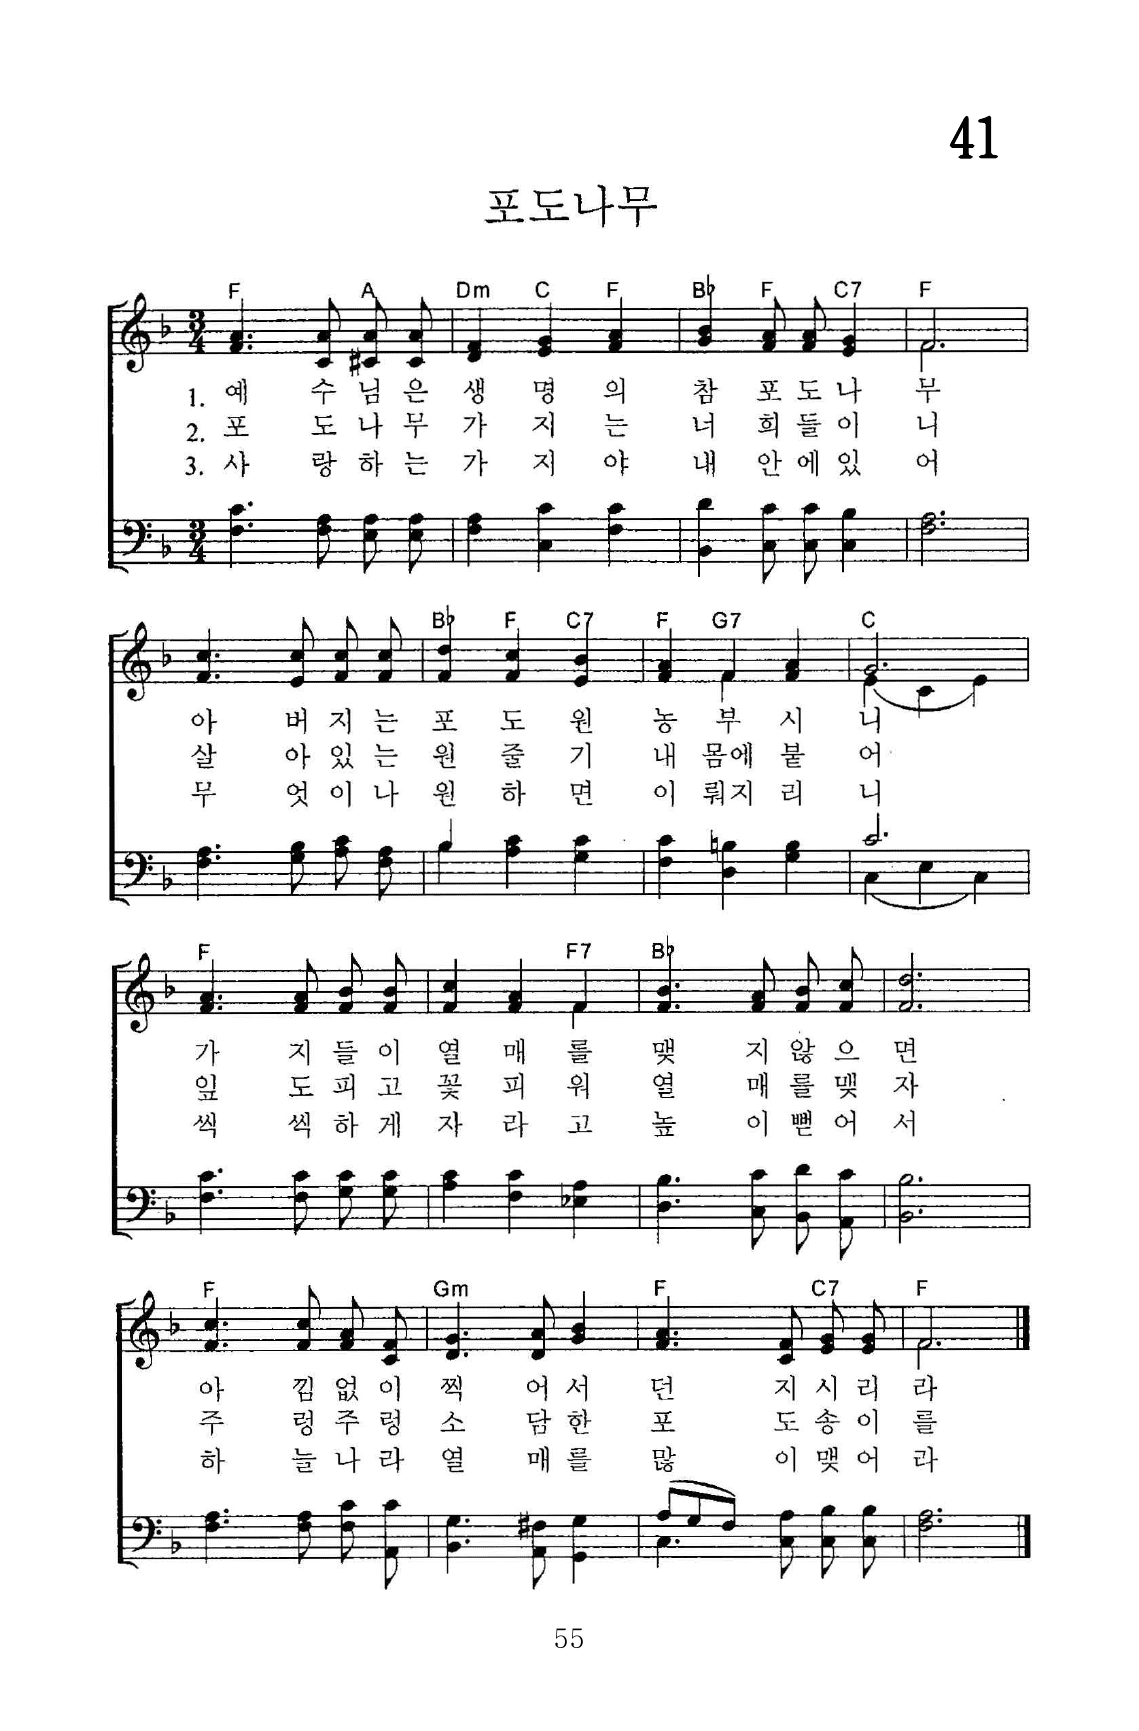 41
포도나무
F A Dm C F B♭ F C7 F
3/4
1. 예 수 님 은 생 명 의 참 포 도 나 무
2. 포 도 나 무 가 지 는 너 희 들 이 니
3. 사 랑 하 는 가 지 야 내 안 에 있 어
3/4
B♭ F C7 F G7 C
아 버 지 는 포 도 원 농 부 시 니
살 아 있 는 원 줄 기 내 몸에 붙 어
무 엇 이 나 원 하 면 이 뤄지 리 니
F F7 B♭
가 지 들 이 열 매 를 맺 지 않 으 면
잎 도 피 고 꽃 피 워 열 매 를 맺 자
씩 씩 하 게 자 라 고 높 이 뻗 어 서
F Gm F C7 F
아 낌 없 이 찍 어 서 던 지 시 리 라
주 렁 주 렁 소 담 한 포 도 송 이 를
하 늘 나 라 열 매 를 많 이 맺 어 라
55